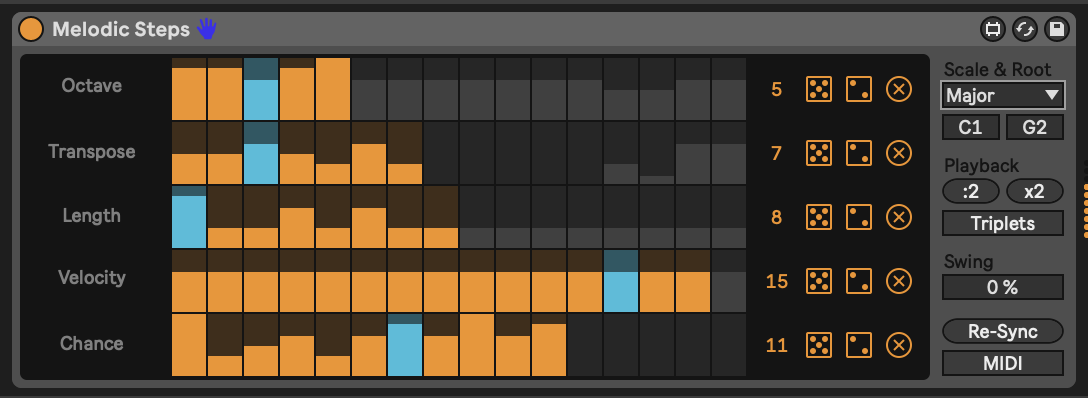 Melodic Steps
Octave
5
Transpose
7
Length
8
Velocity
15
Chance
11
Scale & Root
Major
C1 G2
Playback
:2 x2
Triplets
Swing
0 %
Re-Sync
MIDI